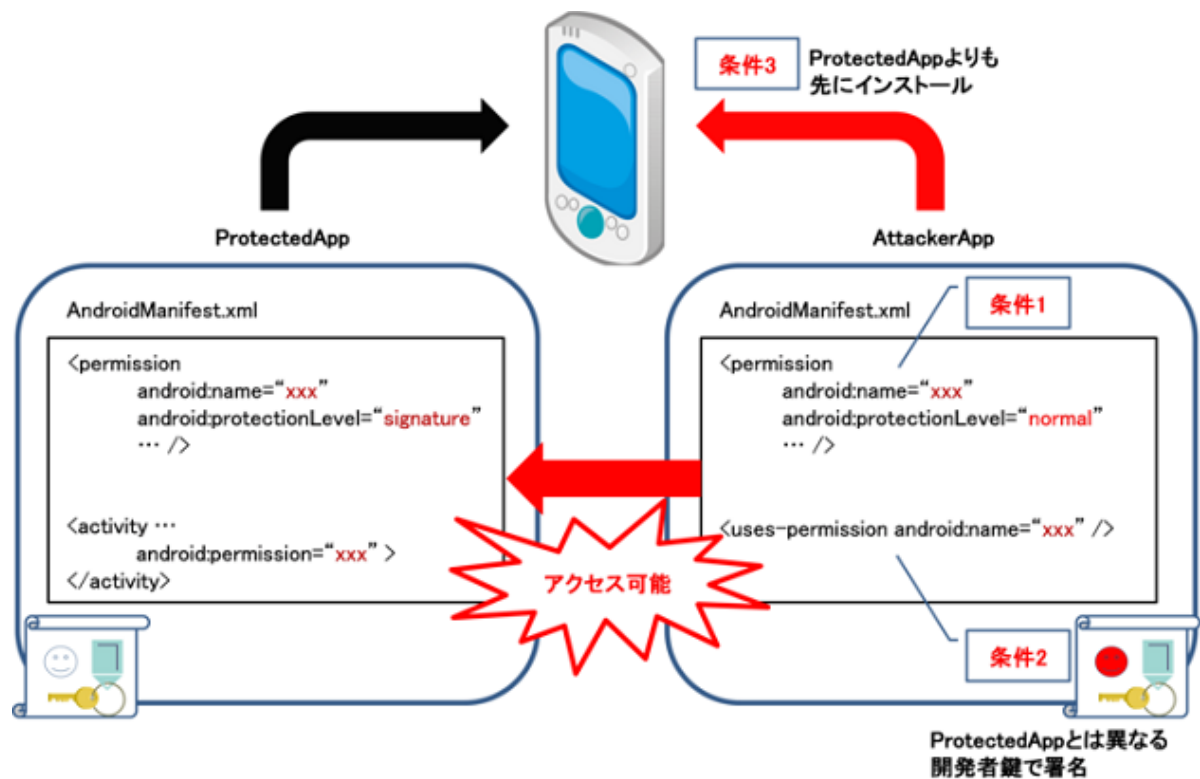 条件3
ProtectedAppよりも
先にインストール
ProtectedApp
AttackerApp
AndroidManifest.xml
<permission
android:name=“xxx”
android:protectionLevel=“signature”
… />
<activity …
android:permission=“xxx” >
</activity>
AndroidManifest.xml
条件1
<permission
android:name=“xxx”
android:protectionLevel=“normal”
… />
<uses-permission android:name=“xxx” />
アクセス可能
条件2
ProtectedAppとは異なる
開発者鍵で署名